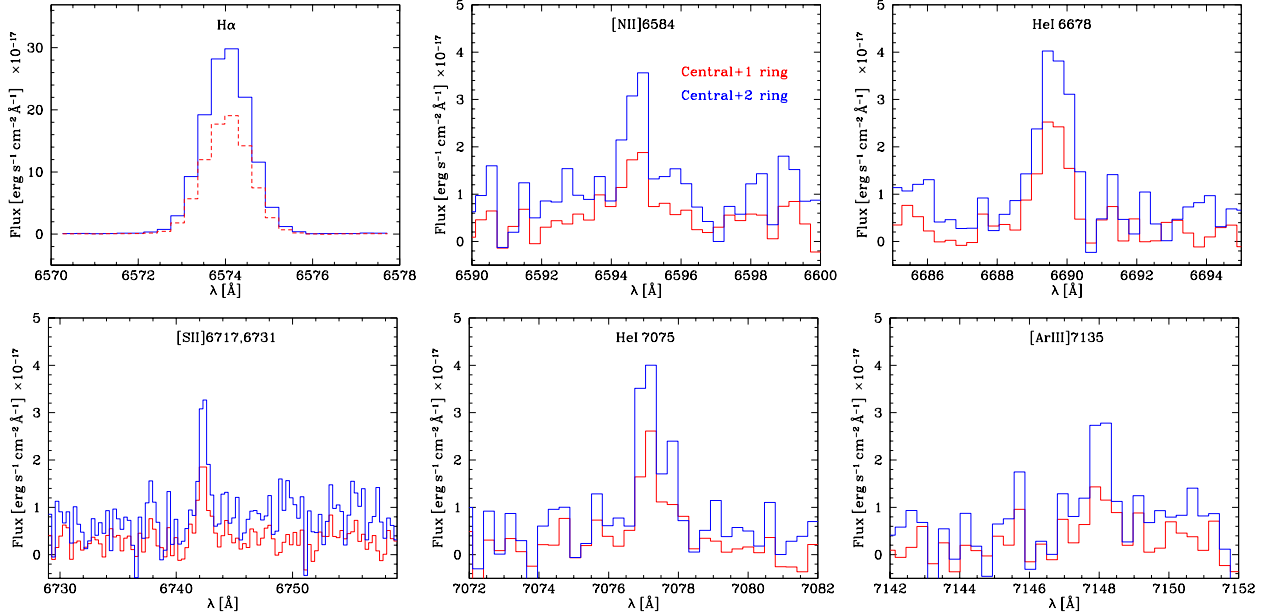 Hα
Flux [erg s⁻¹ cm⁻² Å⁻¹] ×10⁻¹⁷
30
20
10
0
6570 6572 6574 6576 6578
λ [Å]
[NII]6584
Central+1 ring
Central+2 ring
Flux [erg s⁻¹ cm⁻² Å⁻¹] ×10⁻¹⁷
5
4
3
2
1
0
6590 6592 6594 6596 6598 6600
λ [Å]
HeI 6678
Flux [erg s⁻¹ cm⁻² Å⁻¹] ×10⁻¹⁷
5
4
3
2
1
0
6686 6688 6690 6692 6694
λ [Å]
[SII]6717,6731
Flux [erg s⁻¹ cm⁻² Å⁻¹] ×10⁻¹⁷
5
4
3
2
1
0
6730 6740 6750
λ [Å]
HeI 7075
Flux [erg s⁻¹ cm⁻² Å⁻¹] ×10⁻¹⁷
5
4
3
2
1
0
7072 7074 7076 7078 7080 7082
λ [Å]
[ArIII]7135
Flux [erg s⁻¹ cm⁻² Å⁻¹] ×10⁻¹⁷
5
4
3
2
1
0
7142 7144 7146 7148 7150 7152
λ [Å]